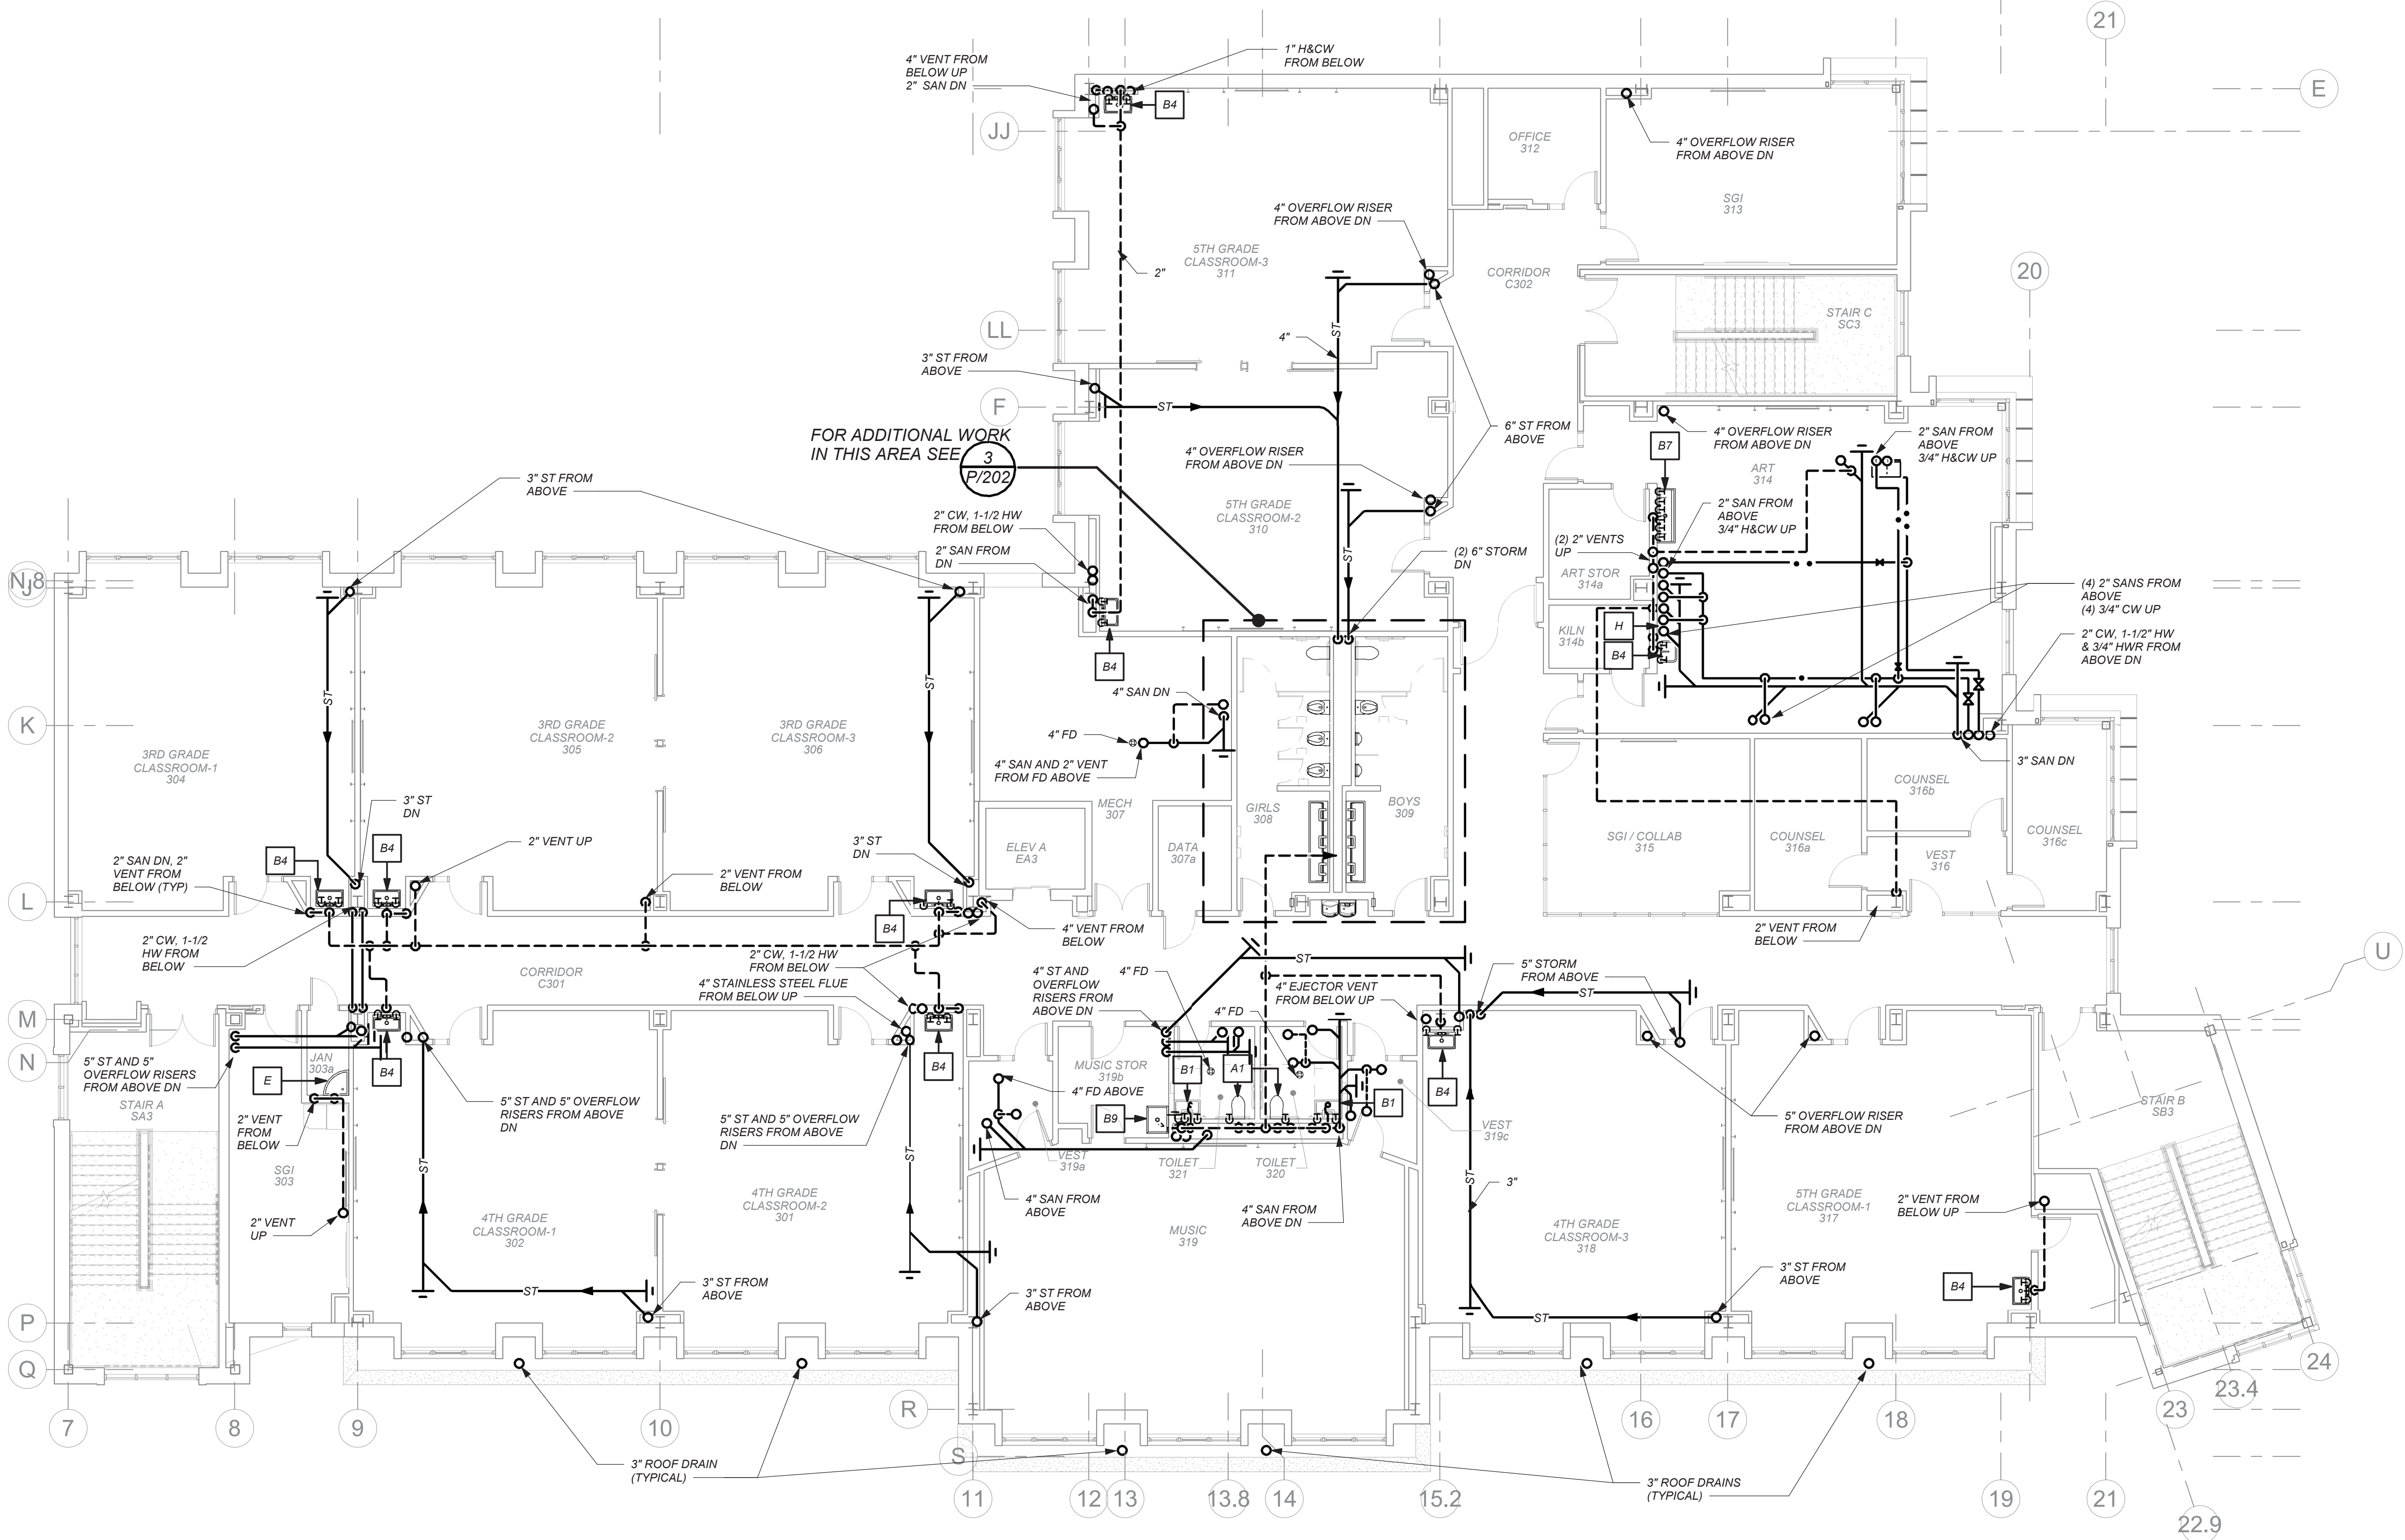 21
E
4" VENT FROM
BELOW UP
2" SAN DN
1" H&CW
FROM BELOW
B4
JJ
OFFICE
312
4" OVERFLOW RISER
FROM ABOVE DN
SGI
313
4" OVERFLOW RISER
FROM ABOVE DN
5TH GRADE
CLASSROOM-3
311
2"
CORRIDOR
C302
20
STAIR C
SC3
LL
ST
4"
3" ST FROM
ABOVE
F
ST
6" ST FROM
ABOVE
FOR ADDITIONAL WORK
IN THIS AREA SEE
3
P/202
4" OVERFLOW RISER
FROM ABOVE DN
B7
4" OVERFLOW RISER
FROM ABOVE DN
2" SAN FROM
ABOVE
3/4" H&CW UP
ART
314
3" ST FROM
ABOVE
2" CW, 1-1/2 HW
FROM BELOW
5TH GRADE
CLASSROOM-2
310
2" SAN FROM
ABOVE
3/4" H&CW UP
2" SAN FROM
DN
ST
(2) 6" STORM
DN
(2) 2" VENTS
UP
ART STOR
314a
(4) 2" SANS FROM
ABOVE
(4) 3/4" CW UP
N.8
J
KILN
314b
H
B4
2" CW, 1-1/2" HW
& 3/4" HWR FROM
ABOVE DN
B4
ST
ST
4" SAN DN
K
3RD GRADE
CLASSROOM-1
304
3RD GRADE
CLASSROOM-2
305
3RD GRADE
CLASSROOM-3
306
4" FD
4" SAN AND 2" VENT
FROM FD ABOVE
3" SAN DN
COUNSEL
316b
3" ST
DN
MECH
307
GIRLS
308
BOYS
309
SGI / COLLAB
315
COUNSEL
316a
COUNSEL
316c
VEST
316
2" SAN DN, 2"
VENT FROM
BELOW (TYP)
B4
B4
2" VENT UP
2" VENT FROM
BELOW
3" ST
DN
ELEV A
EA3
DATA
307a
L
B4
4" VENT FROM
BELOW
2" VENT FROM
BELOW
2" CW, 1-1/2
HW FROM
BELOW
CORRIDOR
C301
2" CW, 1-1/2 HW
FROM BELOW
4" STAINLESS STEEL FLUE
FROM BELOW UP
4" ST AND
OVERFLOW
RISERS FROM
ABOVE DN
4" FD
ST
4" EJECTOR VENT
FROM BELOW UP
5" STORM
FROM ABOVE
ST
U
M
N
4" FD
5" ST AND 5"
OVERFLOW RISERS
FROM ABOVE DN
JAN
303a
E
B4
B4
MUSIC STOR
319b
B1
A1
B4
4" FD ABOVE
B9
B1
STAIR A
SA3
5" ST AND 5" OVERFLOW
RISERS FROM ABOVE
DN
5" ST AND 5" OVERFLOW
RISERS FROM ABOVE
DN
5" OVERFLOW RISER
FROM ABOVE DN
STAIR B
SB3
2" VENT
FROM
BELOW
VEST
319c
ST
ST
VEST
319a
TOILET
321
TOILET
320
ST
SGI
303
4" SAN FROM
ABOVE
4" SAN FROM
ABOVE DN
3"
4TH GRADE
CLASSROOM-2
301
5TH GRADE
CLASSROOM-1
317
2" VENT FROM
BELOW UP
2" VENT
UP
4TH GRADE
CLASSROOM-1
302
MUSIC
319
4TH GRADE
CLASSROOM-3
318
ST
3" ST FROM
ABOVE
3" ST FROM
ABOVE
3" ST FROM
ABOVE
B4
P
ST
Q
24
23.4
23
7
8
9
10
R
16
17
18
S
3" ROOF DRAIN
(TYPICAL)
3" ROOF DRAINS
(TYPICAL)
11
12
13
13.8
14
15.2
19
21
22.9